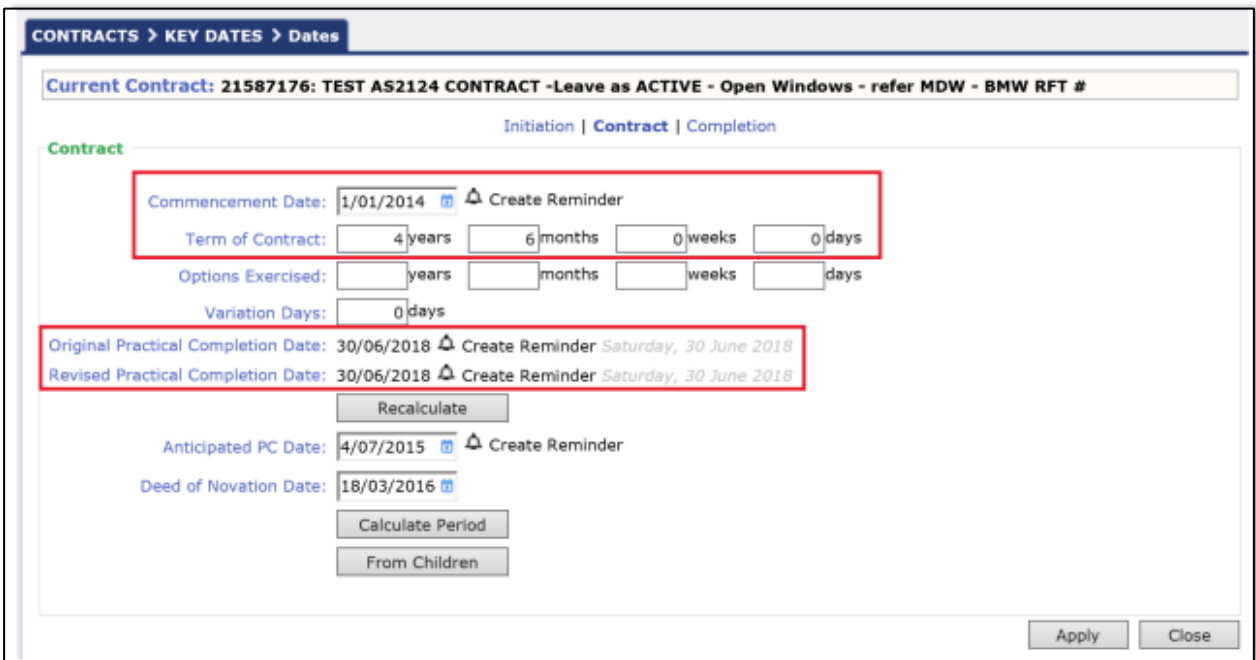 CONTRACTS > KEY DATES > Dates
Current Contract: 21587176: TEST AS2124 CONTRACT -Leave as ACTIVE - Open Windows - refer MDW - BMW RFT #
Initiation | Contract | Completion
Contract
Commencement Date: 1/01/2014 Create Reminder
Term of Contract: 4 years 6 months 0 weeks 0 days
Options Exercised: years months weeks days
Variation Days: 0 days
Original Practical Completion Date: 30/06/2018 Create Reminder Saturday, 30 June 2018
Revised Practical Completion Date: 30/06/2018 Create Reminder Saturday, 30 June 2018
Recalculate
Anticipated PC Date: 4/07/2015 Create Reminder
Deed of Novation Date: 18/03/2016
Calculate Period
From Children
Apply Close